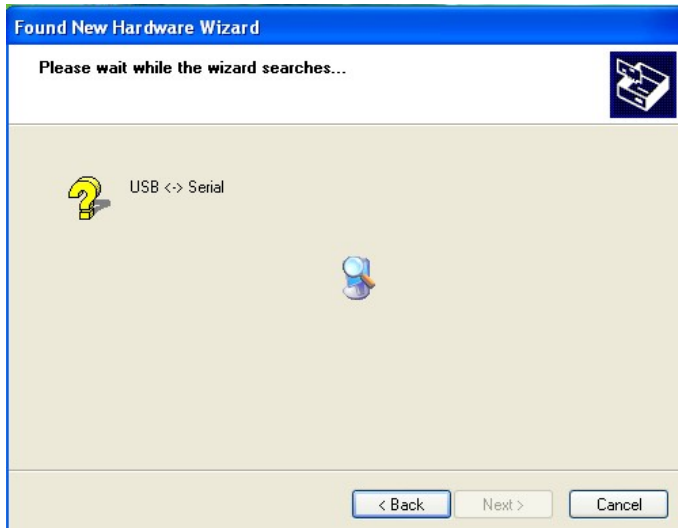 Found New Hardware Wizard
Please wait while the wizard searches...
USB <-> Serial
< Back
Next >
Cancel